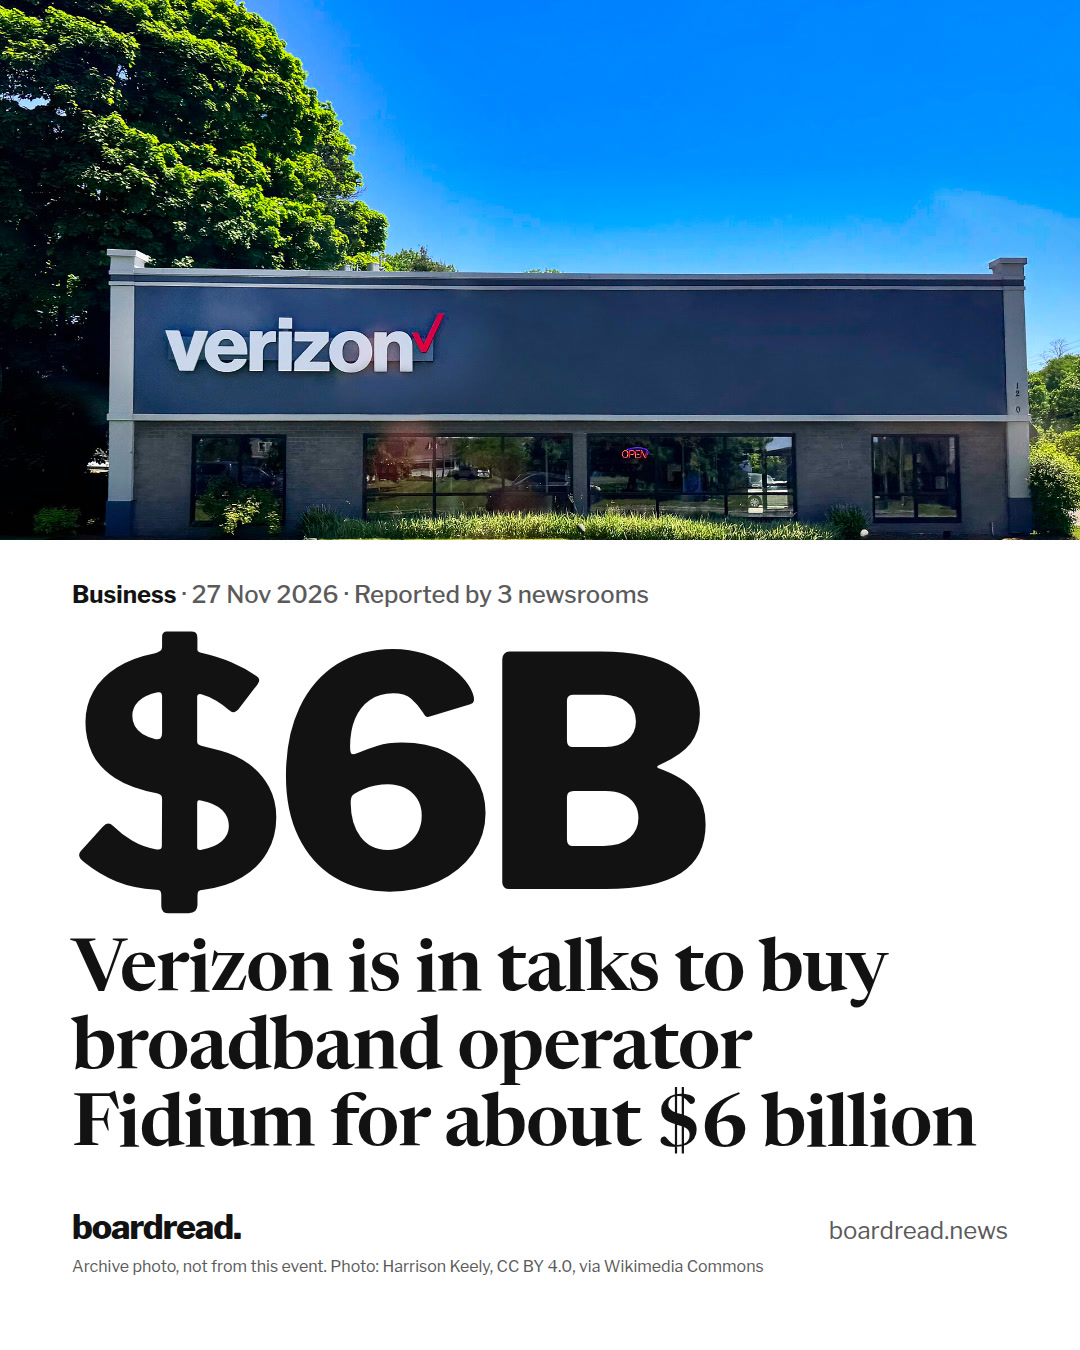 verizon
OPEN
12 0
Business · 27 Nov 2026 · Reported by 3 newsrooms
$6B
Verizon is in talks to buy
broadband operator
Fidium for about $6 billion
boardread.
boardread.news
Archive photo, not from this event. Photo: Harrison Keely, CC BY 4.0, via Wikimedia Commons